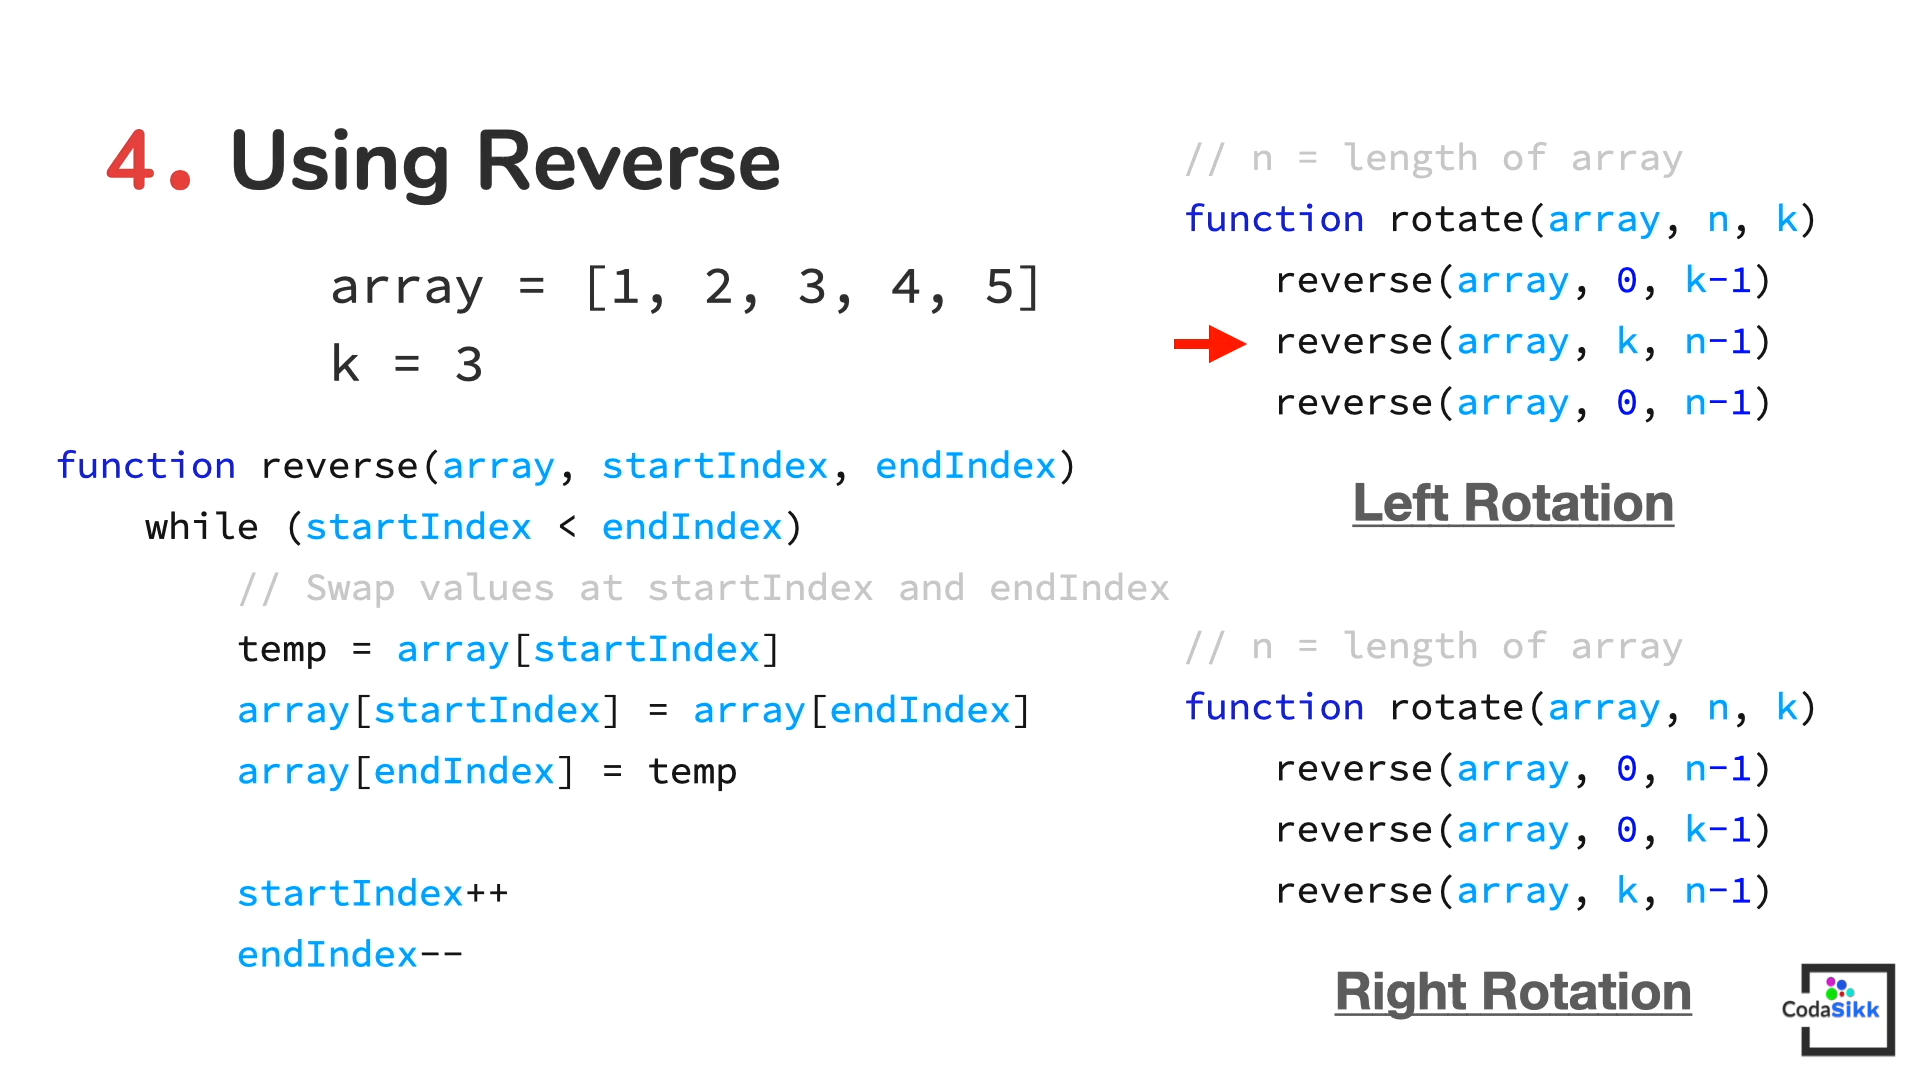 4. Using Reverse
array = [1, 2, 3, 4, 5]
k = 3
function reverse(array, startIndex, endIndex)
while (startIndex < endIndex)
// Swap values at startIndex and endIndex
temp = array[startIndex]
array[startIndex] = array[endIndex]
array[endIndex] = temp
startIndex++
endIndex--
// n = length of array
function rotate(array, n, k)
reverse(array, 0, k-1)
reverse(array, k, n-1)
reverse(array, 0, n-1)
Left Rotation
// n = length of array
function rotate(array, n, k)
reverse(array, 0, n-1)
reverse(array, 0, k-1)
reverse(array, k, n-1)
Right Rotation
CodaSikk